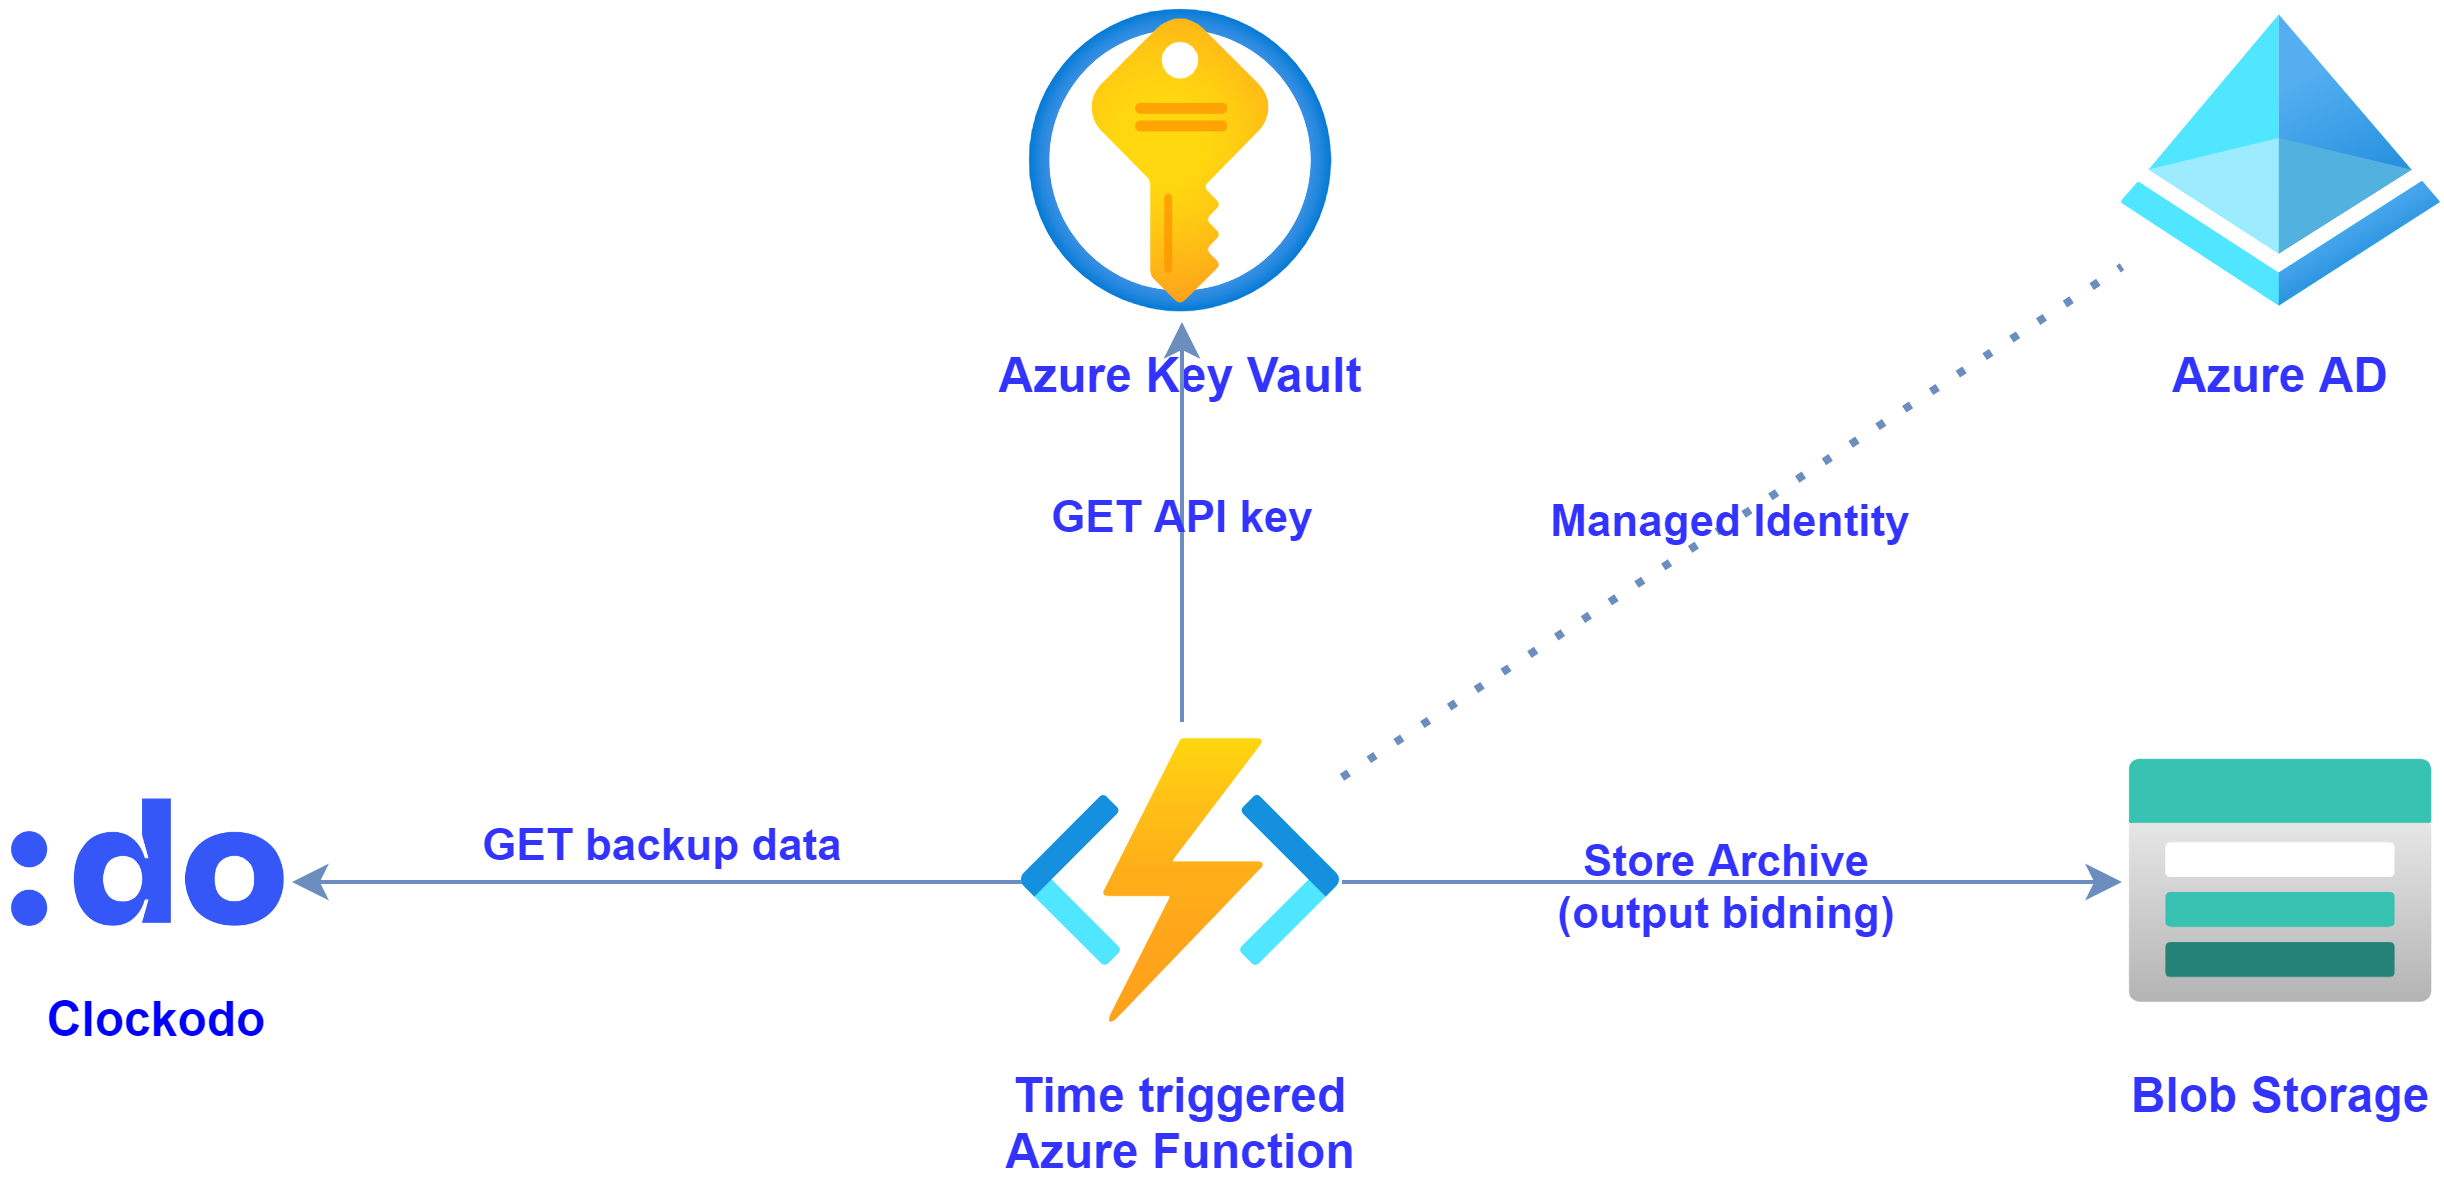 Azure Key Vault
Azure AD
GET API key
Managed Identity
:do
GET backup data
Store Archive
(output bidning)
Clockodo
Time triggered
Azure Function
Blob Storage